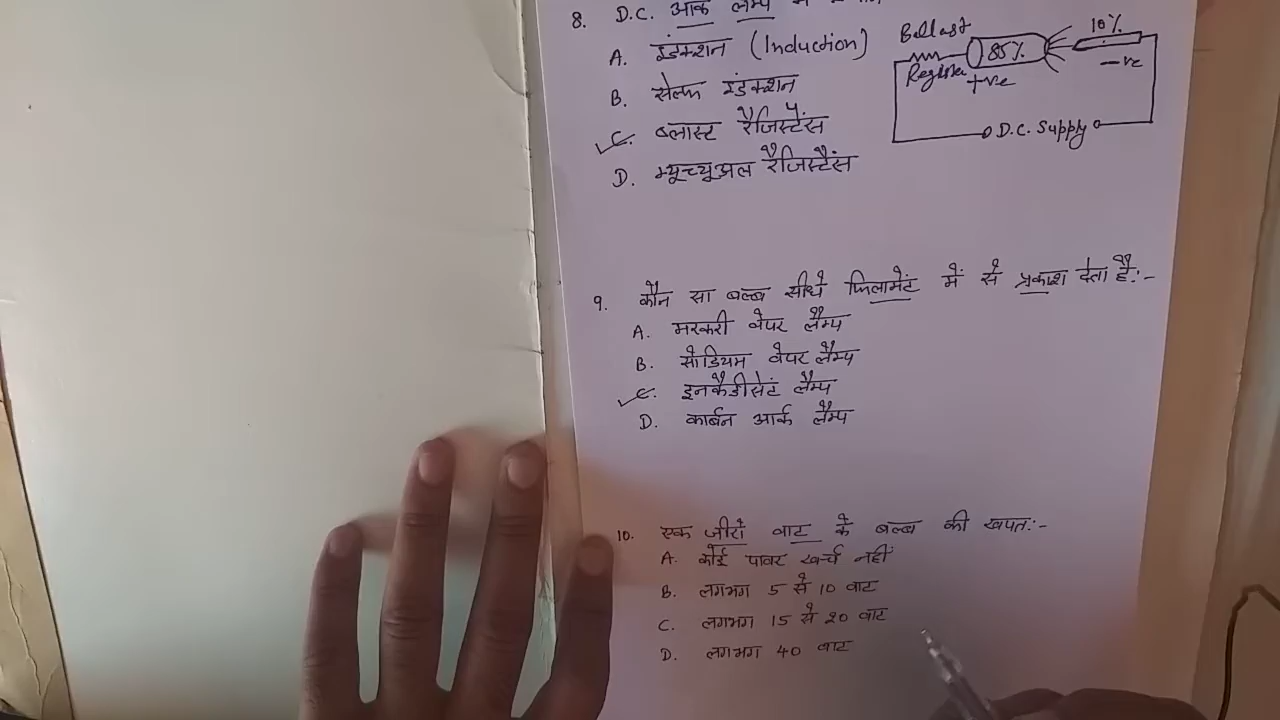 8. D.C. आर्क लैम्प में
A. इंडक्शन (Induction)
B. सेल्फ इंडक्शन
C. ब्लास्ट रैजिस्टैंस
D. म्यूच्यूअल रैजिस्टैंस
Ballast
Register
85%
+ve
10%
-ve
D.C. Supply
9. कौन सा बल्ब सीधे फिलामेंट में से प्रकाश देता है:-
A. मरकरी वेपर लैम्प
B. सोडियम वेपर लैम्प
C. इनकैंडीसेंट लैम्प
D. कार्बन आर्क लैम्प
10. एक जीरो वाट के बल्ब की खपत:-
A. कोई पावर खर्च नहीं
B. लगभग 5 से 10 वाट
C. लगभग 15 से 20 वाट
D. लगभग 40 वाट